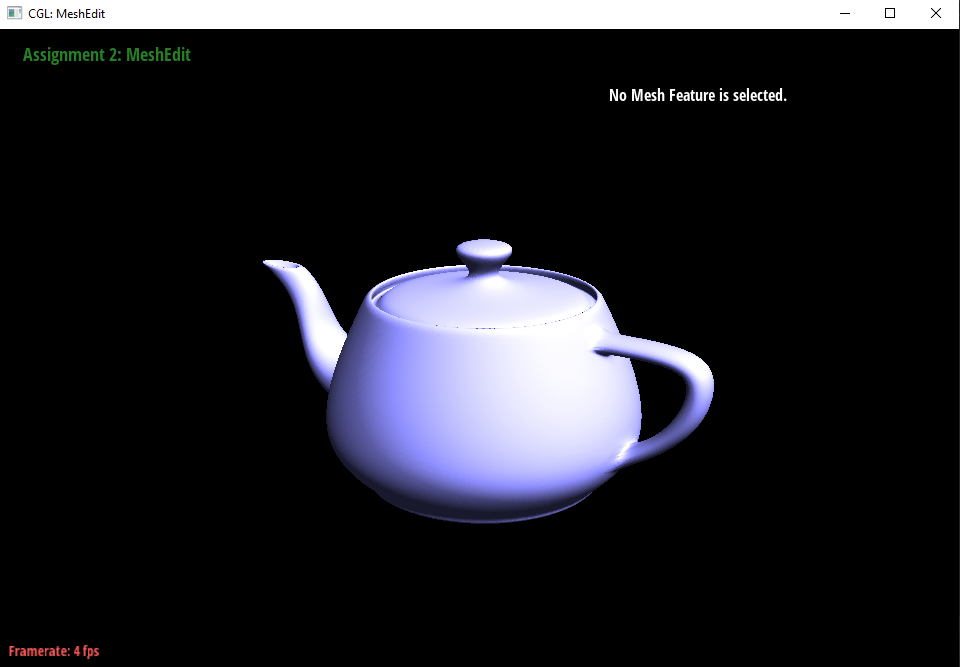 CGL: MeshEdit
Assignment 2: MeshEdit
No Mesh Feature is selected.
Framerate: 4 fps